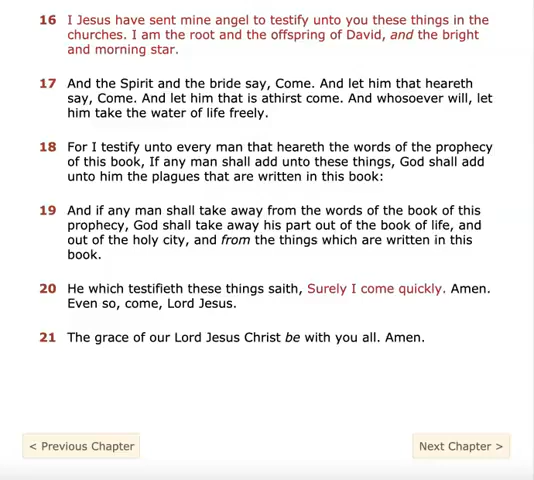 16 I Jesus have sent mine angel to testify unto you these things in the
churches. I am the root and the offspring of David, and the bright
and morning star.
17 And the Spirit and the bride say, Come. And let him that heareth
say, Come. And let him that is athirst come. And whosoever will, let
him take the water of life freely.
18 For I testify unto every man that heareth the words of the prophecy
of this book, If any man shall add unto these things, God shall add
unto him the plagues that are written in this book:
19 And if any man shall take away from the words of the book of this
prophecy, God shall take away his part out of the book of life, and
out of the holy city, and from the things which are written in this
book.
20 He which testifieth these things saith, Surely I come quickly. Amen.
Even so, come, Lord Jesus.
21 The grace of our Lord Jesus Christ be with you all. Amen.
< Previous Chapter
Next Chapter >